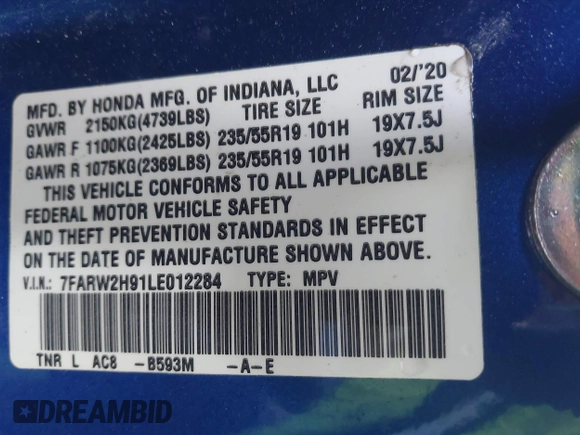 MFD. BY HONDA MFG. OF INDIANA, LLC 02/'20
GVWR 2150KG(4739LBS) TIRE SIZE RIM SIZE
GAWR F 1100KG(2425LBS) 235/55R19 101H 19X7.5J
GAWR R 1075KG(2369LBS) 235/55R19 101H 19X7.5J
THIS VEHICLE CONFORMS TO ALL APPLICABLE
FEDERAL MOTOR VEHICLE SAFETY
AND THEFT PREVENTION STANDARDS IN EFFECT
ON THE DATE OF MANUFACTURE SHOWN ABOVE.
V.I.N.: 7FARW2H91LE012284 TYPE: MPV
TNR L AC8 -B593M -A-E
DREAMBID